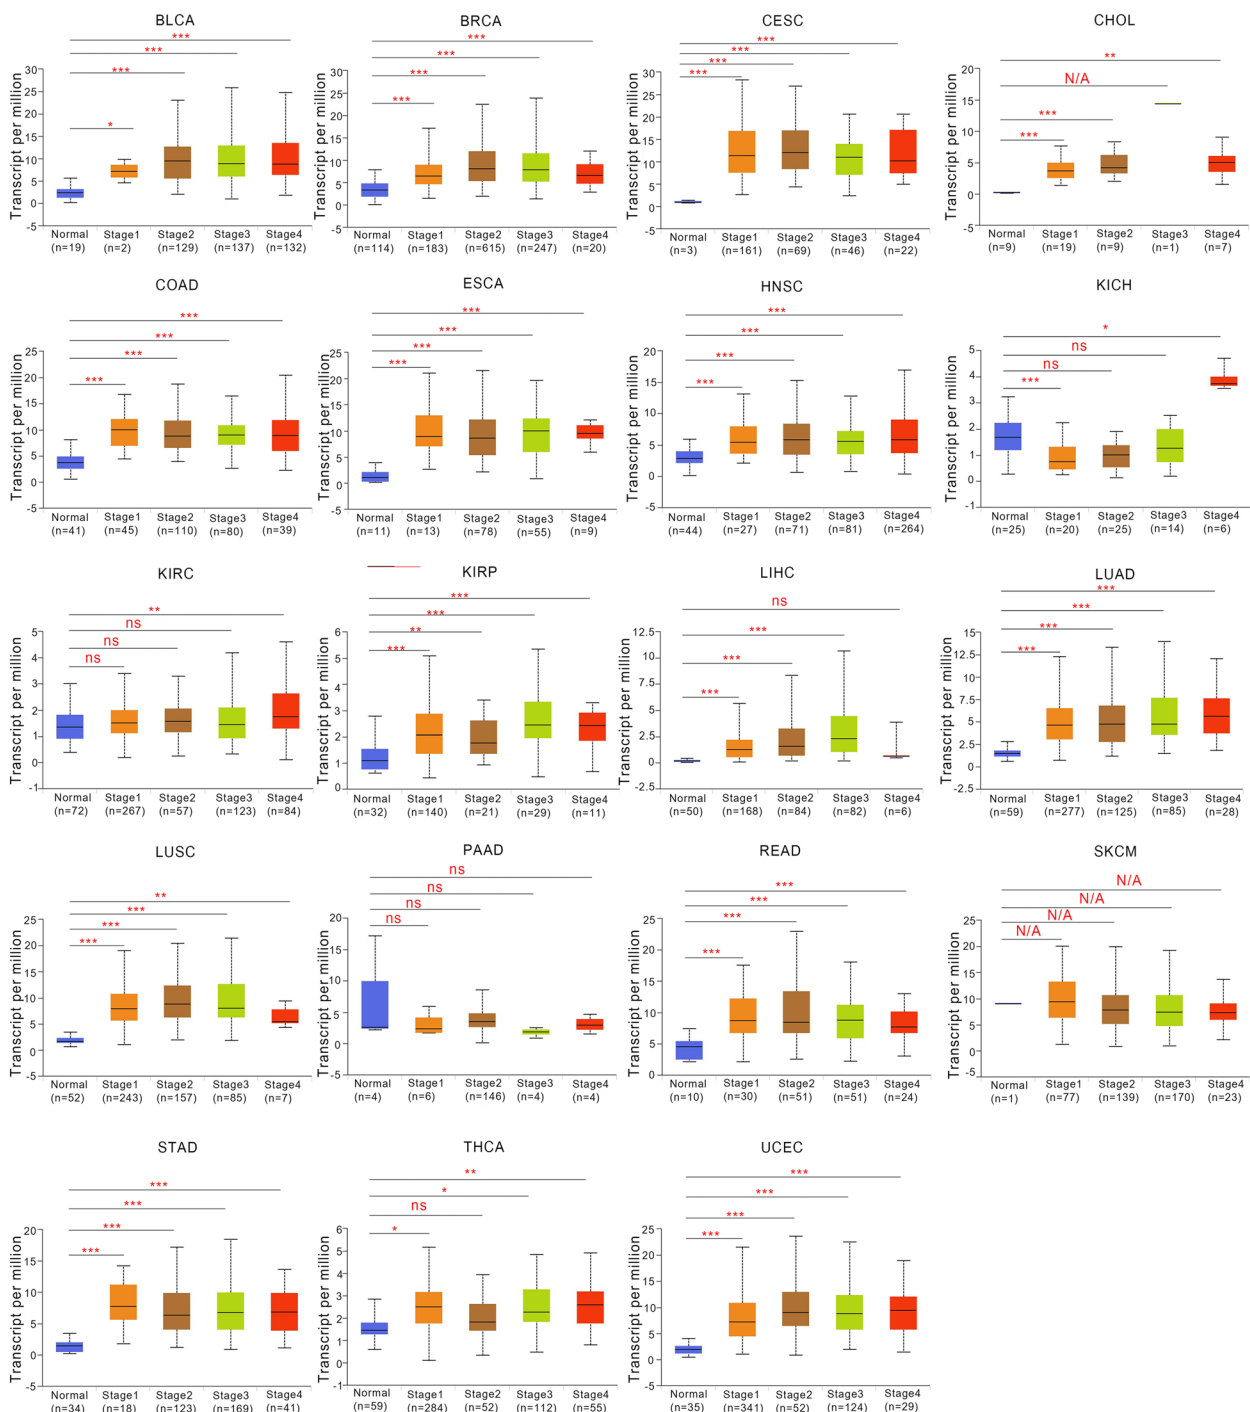 BLCA
***
***
***
*
Transcript per million
30
25
20
15
10
5
0
-5
Normal Stage1 Stage2 Stage3 Stage4
(n=19) (n=2) (n=129) (n=137) (n=132)
BRCA
***
***
***
***
Transcript per million
30
25
20
15
10
5
0
-5
Normal Stage1 Stage2 Stage3 Stage4
(n=114) (n=183) (n=615) (n=247) (n=20)
CESC
***
***
***
***
Transcript per million
30
25
20
15
10
5
0
-5
Normal Stage1 Stage2 Stage3 Stage4
(n=3) (n=161) (n=69) (n=46) (n=22)
CHOL
**
N/A
***
***
Transcript per million
20
15
10
5
0
-5
Normal Stage1 Stage2 Stage3 Stage4
(n=9) (n=19) (n=9) (n=1) (n=7)
COAD
***
***
***
***
Transcript per million
25
20
15
10
5
0
-5
Normal Stage1 Stage2 Stage3 Stage4
(n=41) (n=45) (n=110) (n=80) (n=39)
ESCA
***
***
***
***
Transcript per million
25
20
15
10
5
0
-5
Normal Stage1 Stage2 Stage3 Stage4
(n=11) (n=13) (n=78) (n=55) (n=9)
HNSC
***
***
***
***
Transcript per million
20
15
10
5
0
-5
Normal Stage1 Stage2 Stage3 Stage4
(n=44) (n=27) (n=71) (n=81) (n=264)
KICH
*
ns
ns
***
Transcript per million
5
4
3
2
1
0
-1
Normal Stage1 Stage2 Stage3 Stage4
(n=25) (n=20) (n=25) (n=14) (n=6)
KIRC
**
ns
ns
ns
Transcript per million
5
4
3
2
1
0
-1
Normal Stage1 Stage2 Stage3 Stage4
(n=72) (n=267) (n=57) (n=123) (n=84)
KIRP
***
***
**
***
Transcript per million
6
5
4
3
2
1
0
Normal Stage1 Stage2 Stage3 Stage4
(n=32) (n=140) (n=21) (n=29) (n=11)
LIHC
ns
***
***
***
Transcript per million
12.5
10
7.5
5
2.5
0
-2.5
Normal Stage1 Stage2 Stage3 Stage4
(n=50) (n=168) (n=84) (n=82) (n=6)
LUAD
***
***
***
***
Transcript per million
15
12.5
10
7.5
5
2.5
0
-2.5
Normal Stage1 Stage2 Stage3 Stage4
(n=59) (n=277) (n=125) (n=85) (n=28)
LUSC
**
***
***
***
Transcript per million
25
20
15
10
5
0
-5
Normal Stage1 Stage2 Stage3 Stage4
(n=52) (n=243) (n=157) (n=85) (n=7)
PAAD
ns
ns
ns
ns
Transcript per million
20
15
10
5
0
-5
Normal Stage1 Stage2 Stage3 Stage4
(n=4) (n=6) (n=146) (n=4) (n=4)
READ
***
***
***
***
Transcript per million
25
20
15
10
5
0
Normal Stage1 Stage2 Stage3 Stage4
(n=10) (n=30) (n=51) (n=51) (n=24)
SKCM
N/A
N/A
N/A
N/A
Transcript per million
25
20
15
10
5
0
-5
Normal Stage1 Stage2 Stage3 Stage4
(n=1) (n=77) (n=139) (n=170) (n=23)
STAD
***
***
***
***
Transcript per million
20
15
10
5
0
-5
Normal Stage1 Stage2 Stage3 Stage4
(n=34) (n=18) (n=123) (n=169) (n=41)
THCA
**
*
ns
*
Transcript per million
6
5
4
3
2
1
0
-1
Normal Stage1 Stage2 Stage3 Stage4
(n=59) (n=284) (n=52) (n=112) (n=55)
UCEC
***
***
***
***
Transcript per million
25
20
15
10
5
0
-5
Normal Stage1 Stage2 Stage3 Stage4
(n=35) (n=341) (n=52) (n=124) (n=29)